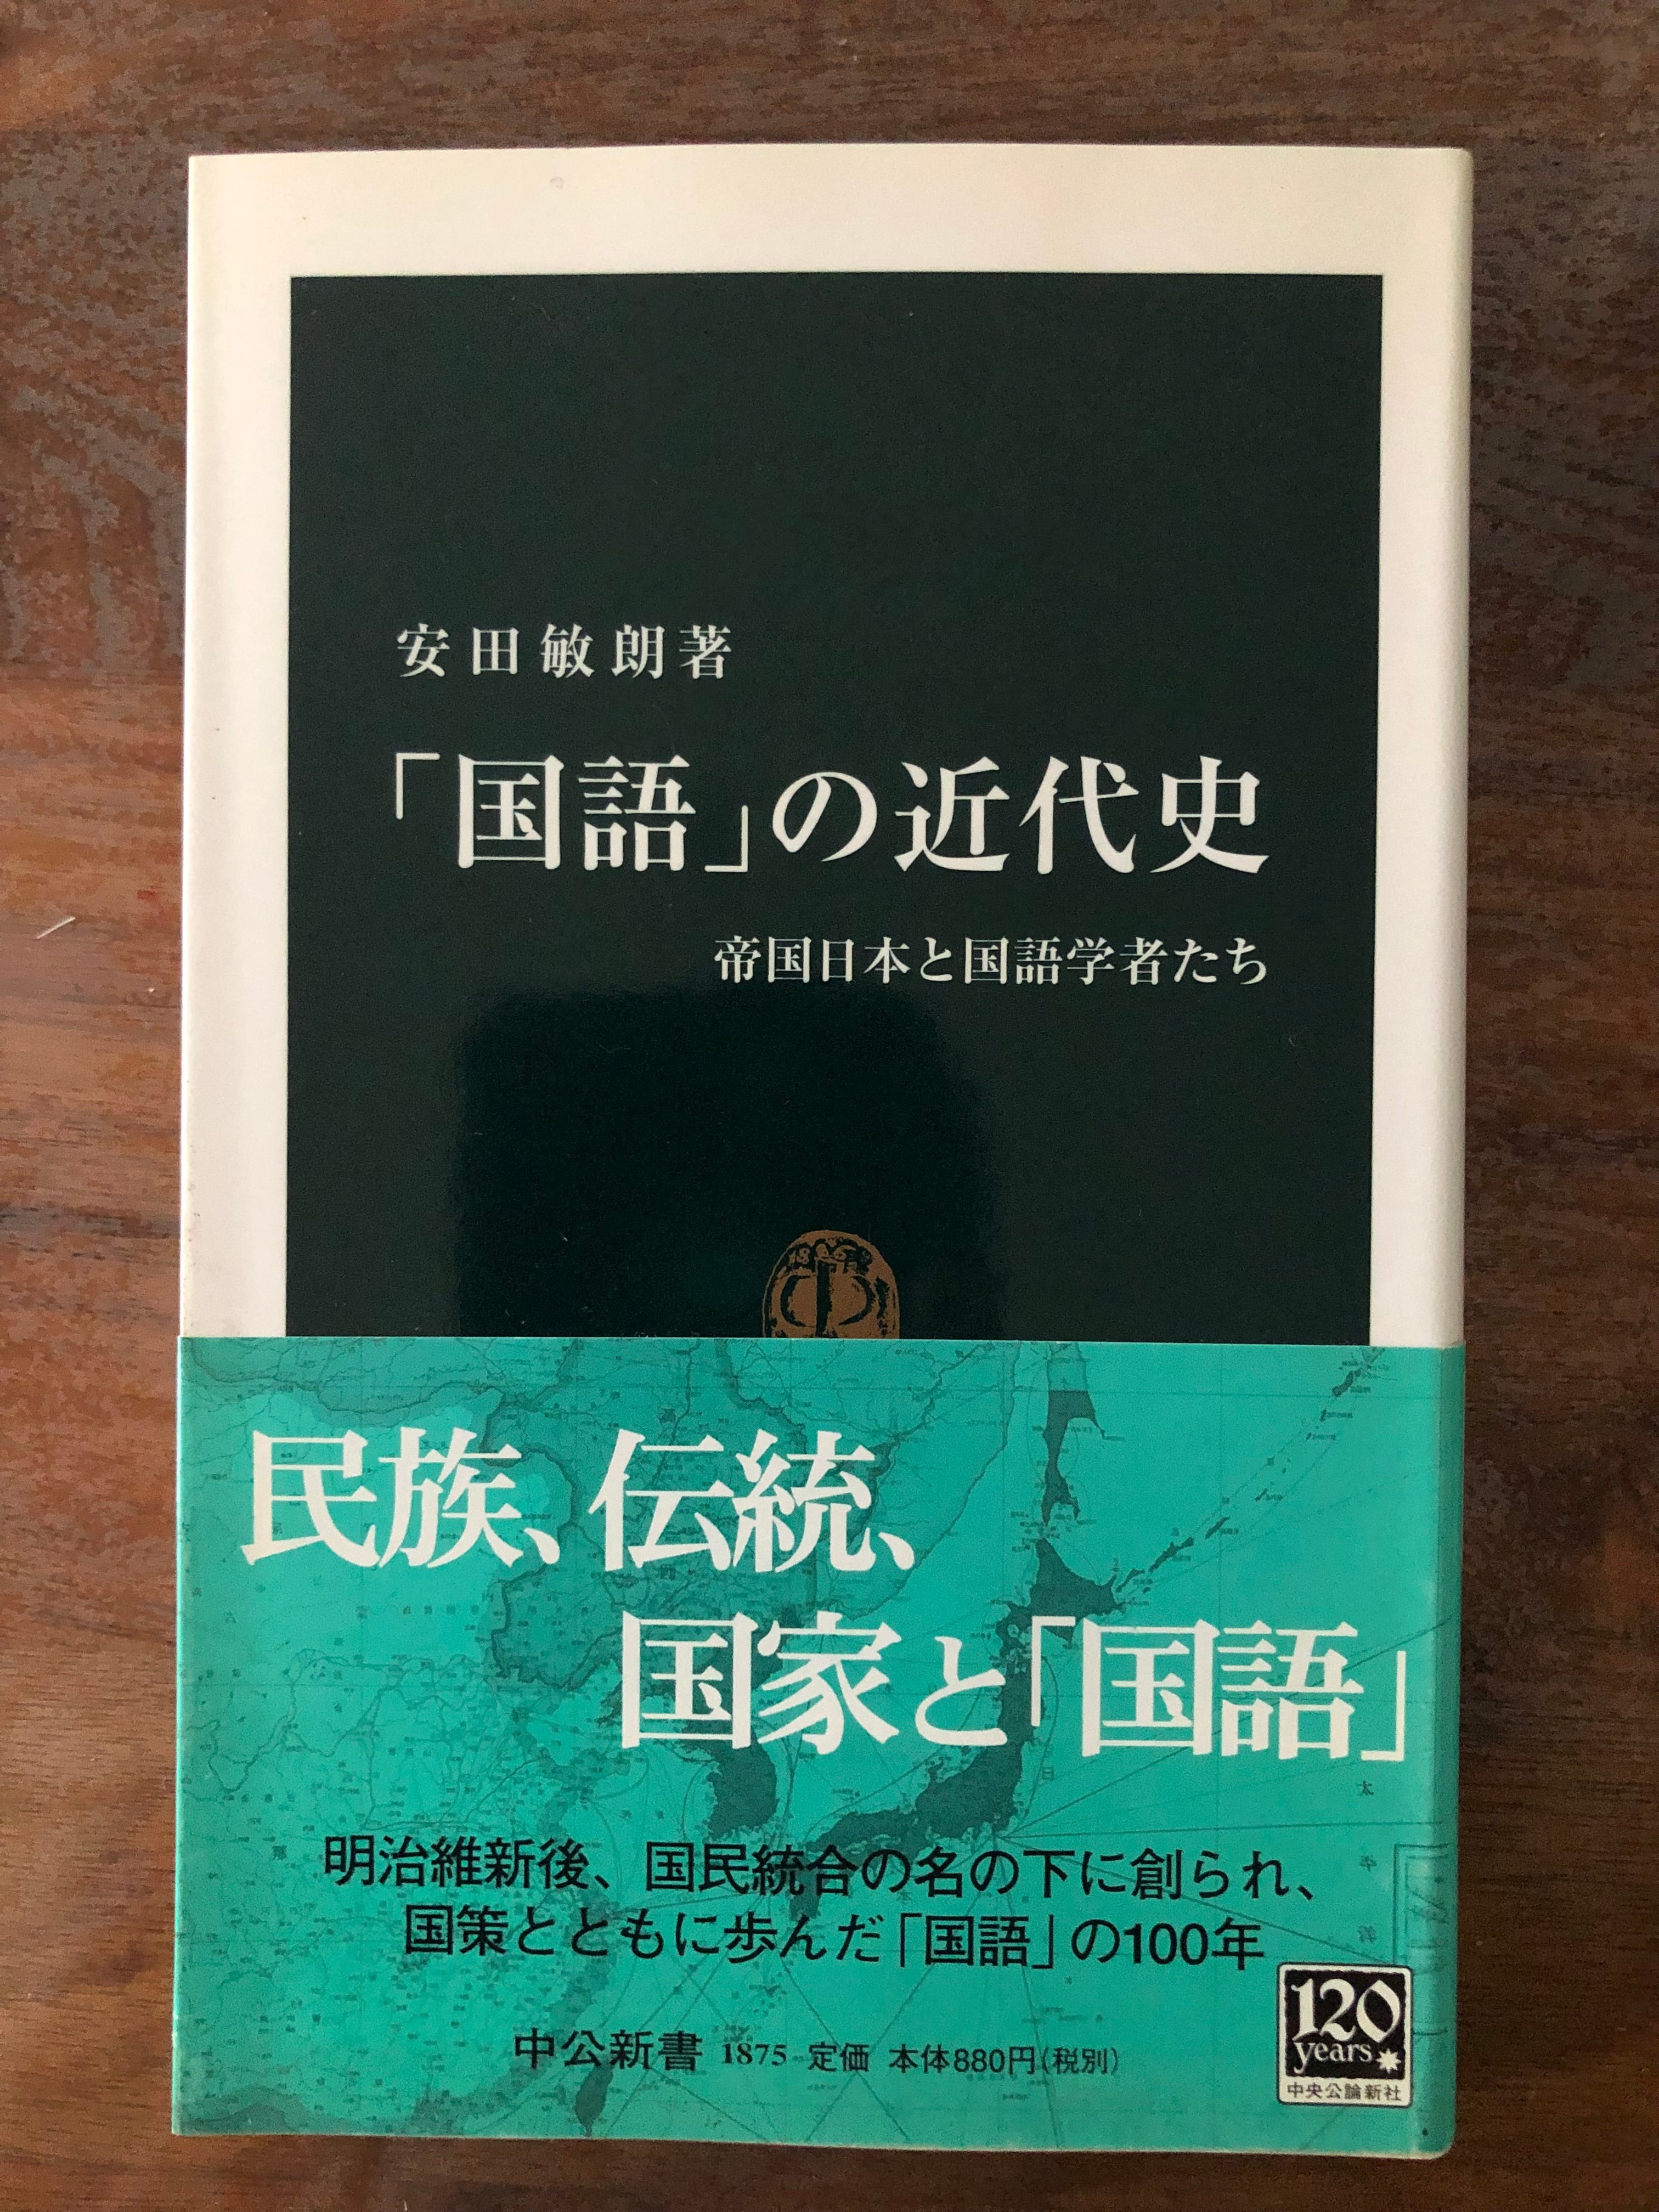 安田敏朗著
「国語」の近代史
帝国日本と国語学者たち
民族、伝統、
国家と「国語」
明治維新後、国民統合の名の下に創られ、
国策とともに歩んだ「国語」の100年
中公新書 1875 定価 本体880円(税別)
120
years
中央公論新社